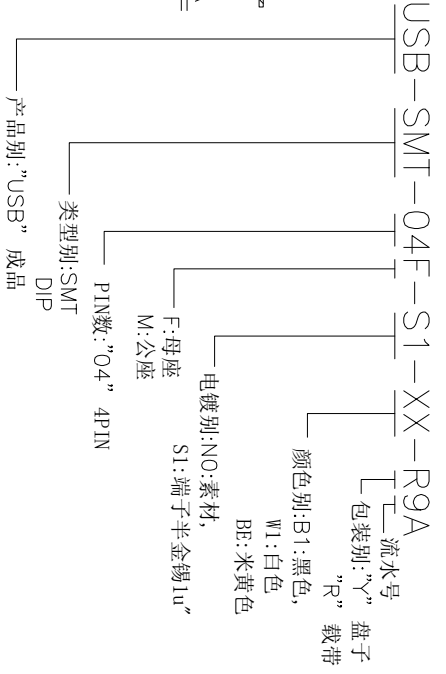 USB-SMT-04F-S1-XX-R9A
流水号
包装别:"Y" 盘子
"R" 载带
颜色别:B1:黑色,
W1:白色
BE:米黄色
电镀别:N0:素材,
S1:端子半金锡1u"
F:母座
M:公座
PIN数:"04" 4PIN
类型别:SMT
DIP
产品别:"USB" 成品